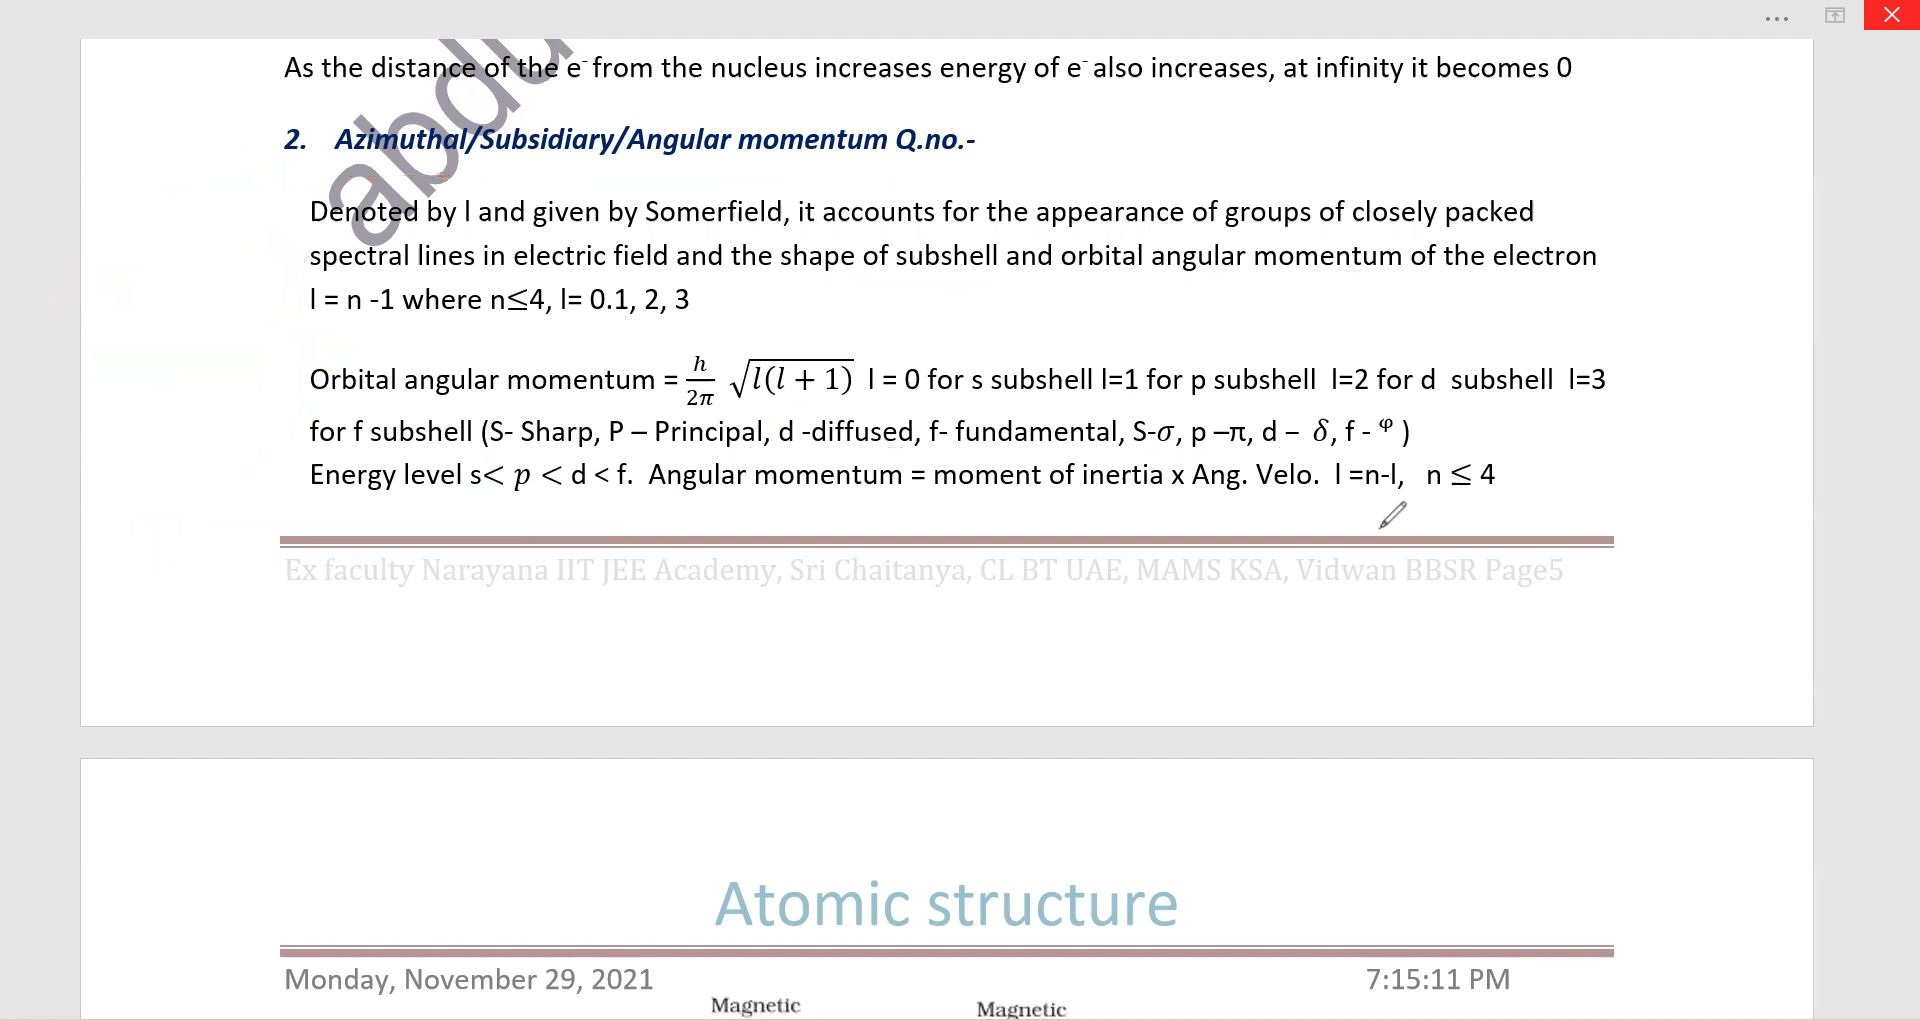 As the distance of the e⁻ from the nucleus increases energy of e⁻ also increases, at infinity it becomes 0
2. Azimuthal/Subsidiary/Angular momentum Q.no.-
abdu
Denoted by l and given by Somerfield, it accounts for the appearance of groups of closely packed
spectral lines in electric field and the shape of subshell and orbital angular momentum of the electron
l = n -1 where n≤4, l= 0.1, 2, 3
Orbital angular momentum = h/2π √l(l + 1) l = 0 for s subshell l=1 for p subshell l=2 for d subshell l=3
for f subshell (S- Sharp, P – Principal, d -diffused, f- fundamental, S-σ, p –π, d – δ, f - φ )
Energy level s< p < d < f. Angular momentum = moment of inertia x Ang. Velo. l =n-l, n ≤ 4
Ex faculty Narayana IIT JEE Academy, Sri Chaitanya, CL BT UAE, MAMS KSA, Vidwan BBSR Page5
Atomic structure
Monday, November 29, 2021 7:15:11 PM
Magnetic Magnetic